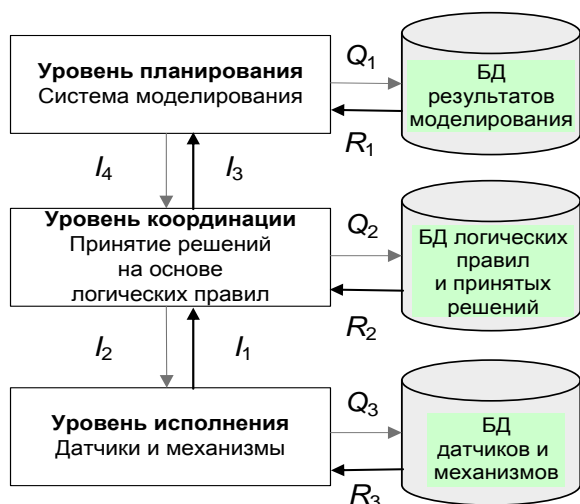 Уровень планирования
Система моделирования
Q1
R1
БД
результатов
моделирования
I4
I3
Уровень координации
Принятие решений
на основе
логических правил
Q2
R2
БД логических
правил
и принятых
решений
I2
I1
Уровень исполнения
Датчики и механизмы
Q3
R3
БД
датчиков и
механизмов